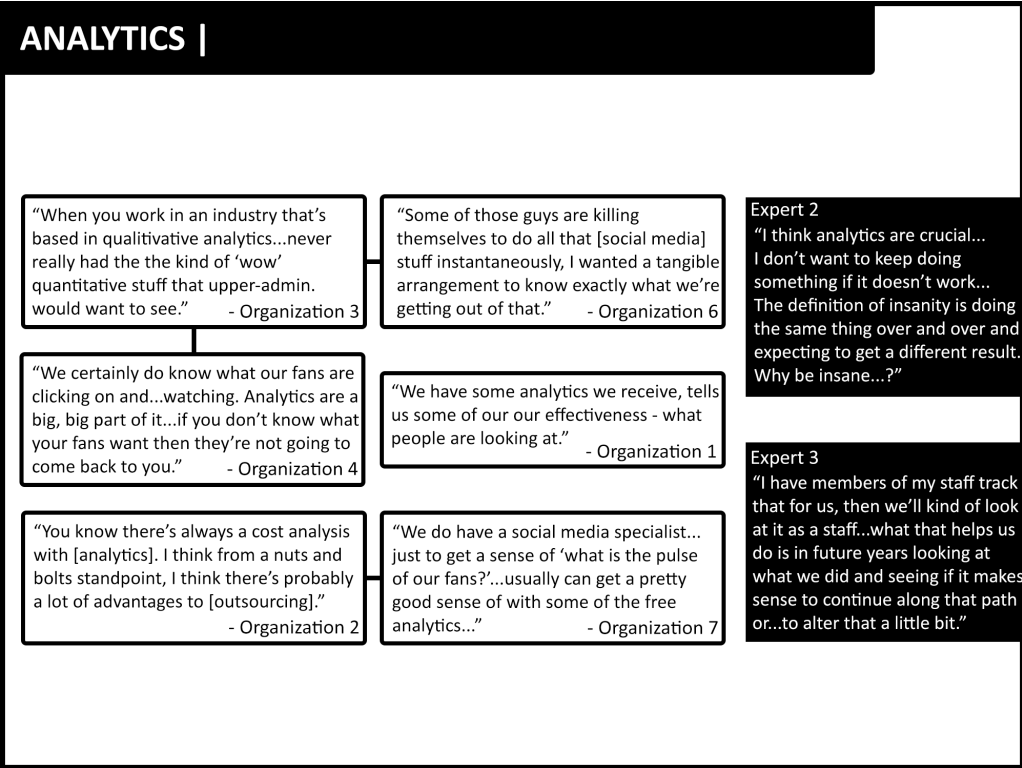 ANALYTICS |
“When you work in an industry that’s
based in qualitivative analytics...never
really had the the kind of ‘wow’
quantitative stuff that upper-admin.
would want to see.”
- Organization 3
“Some of those guys are killing
themselves to do all that [social media]
stuff instantaneously, I wanted a tangible
arrangement to know exactly what we’re
getting out of that.”
- Organization 6
“We certainly do know what our fans are
clicking on and...watching. Analytics are a
big, big part of it...if you don’t know what
your fans want then they’re not going to
come back to you.”
- Organization 4
“We have some analytics we receive, tells
us some of our our effectiveness - what
people are looking at.”
- Organization 1
“You know there’s always a cost analysis
with [analytics]. I think from a nuts and
bolts standpoint, I think there’s probably
a lot of advantages to [outsourcing].”
- Organization 2
“We do have a social media specialist...
just to get a sense of ‘what is the pulse
of our fans?’...usually can get a pretty
good sense of with some of the free
analytics...”
- Organization 7
Expert 2
“I think analytics are crucial...
I don’t want to keep doing
something if it doesn’t work...
The definition of insanity is doing
the same thing over and over and
expecting to get a different result.
Why be insane...?”
Expert 3
“I have members of my staff track
that for us, then we’ll kind of look
at it as a staff...what that helps us
do is in future years looking at
what we did and seeing if it makes
sense to continue along that path
or...to alter that a little bit.”